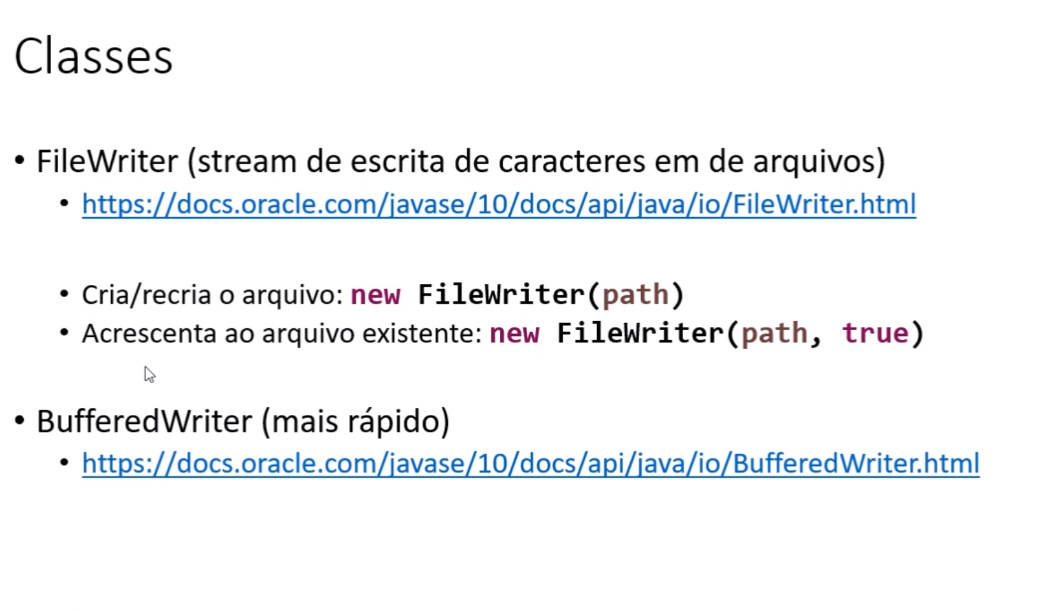 Classes
• FileWriter (stream de escrita de caracteres em de arquivos)
• https://docs.oracle.com/javase/10/docs/api/java/io/FileWriter.html
• Cria/recria o arquivo: new FileWriter(path)
• Acrescenta ao arquivo existente: new FileWriter(path, true)
• BufferedWriter (mais rápido)
• https://docs.oracle.com/javase/10/docs/api/java/io/BufferedWriter.html